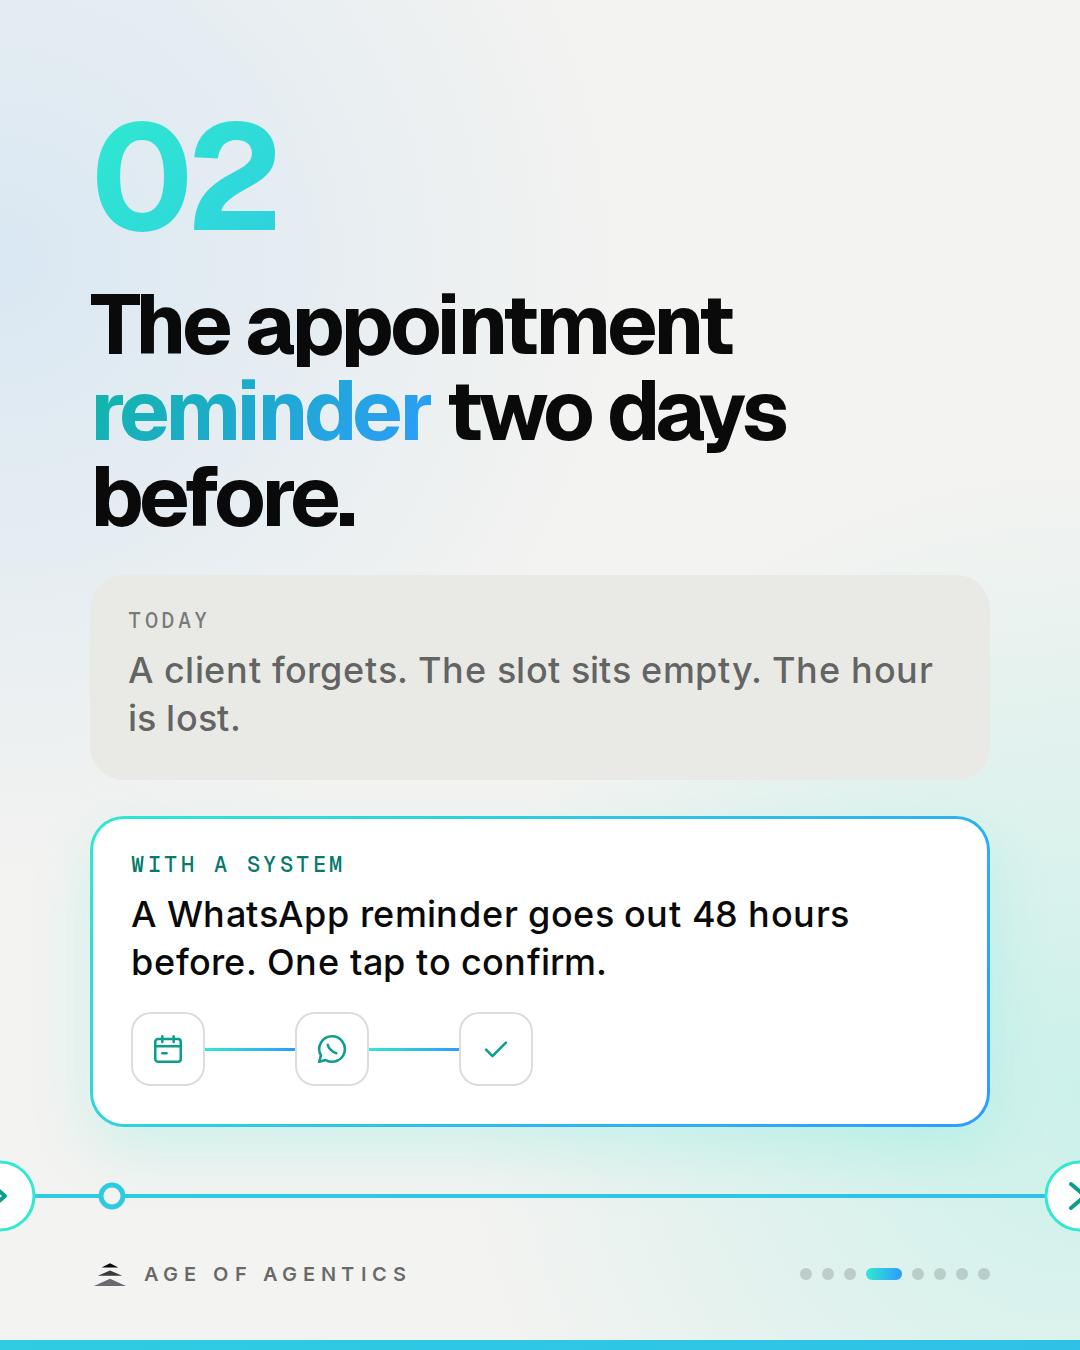 02
The appointment
reminder two days
before.
TODAY
A client forgets. The slot sits empty. The hour
is lost.
WITH A SYSTEM
A WhatsApp reminder goes out 48 hours
before. One tap to confirm.
AGE OF AGENTICS